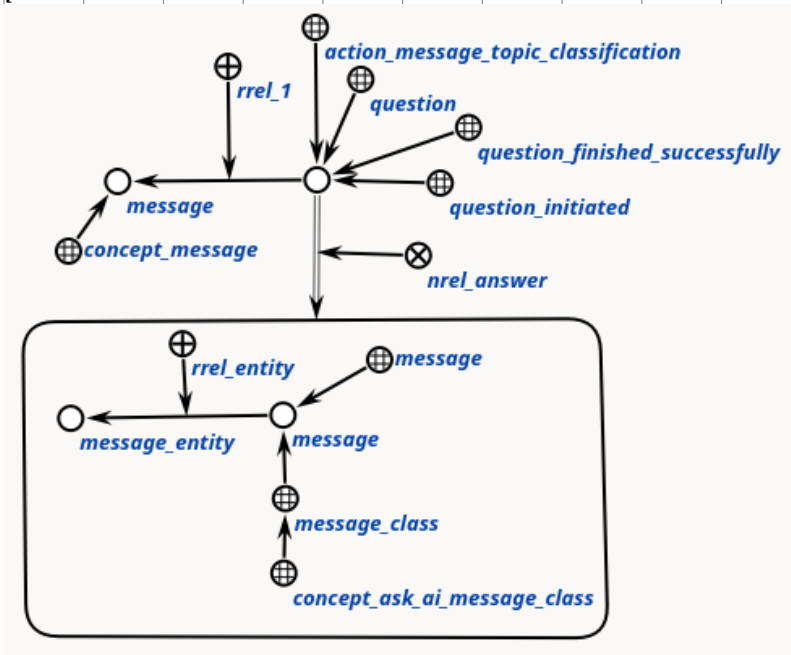 action_message_topic_classification
rrel_1
question
question_finished_successfully
message
question_initiated
concept_message
nrel_answer
rrel_entity
message
message_entity
message
message_class
concept_ask_ai_message_class